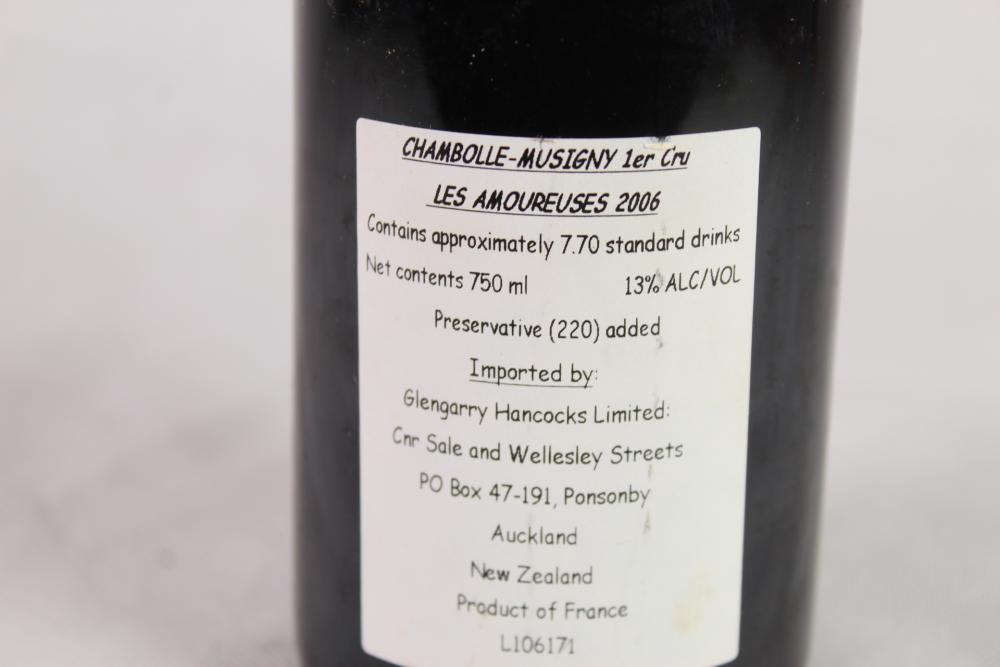 CHAMBOLLE-MUSIGNY 1er Cru
LES AMOUREUSES 2006
Contains approximately 7.70 standard drinks
Net contents 750 ml 13% ALC/VOL
Preservative (220) added
Imported by:
Glengarry Hancocks Limited:
Cnr Sale and Wellesley Streets
PO Box 47-191, Ponsonby
Auckland
New Zealand
Product of France
L106171